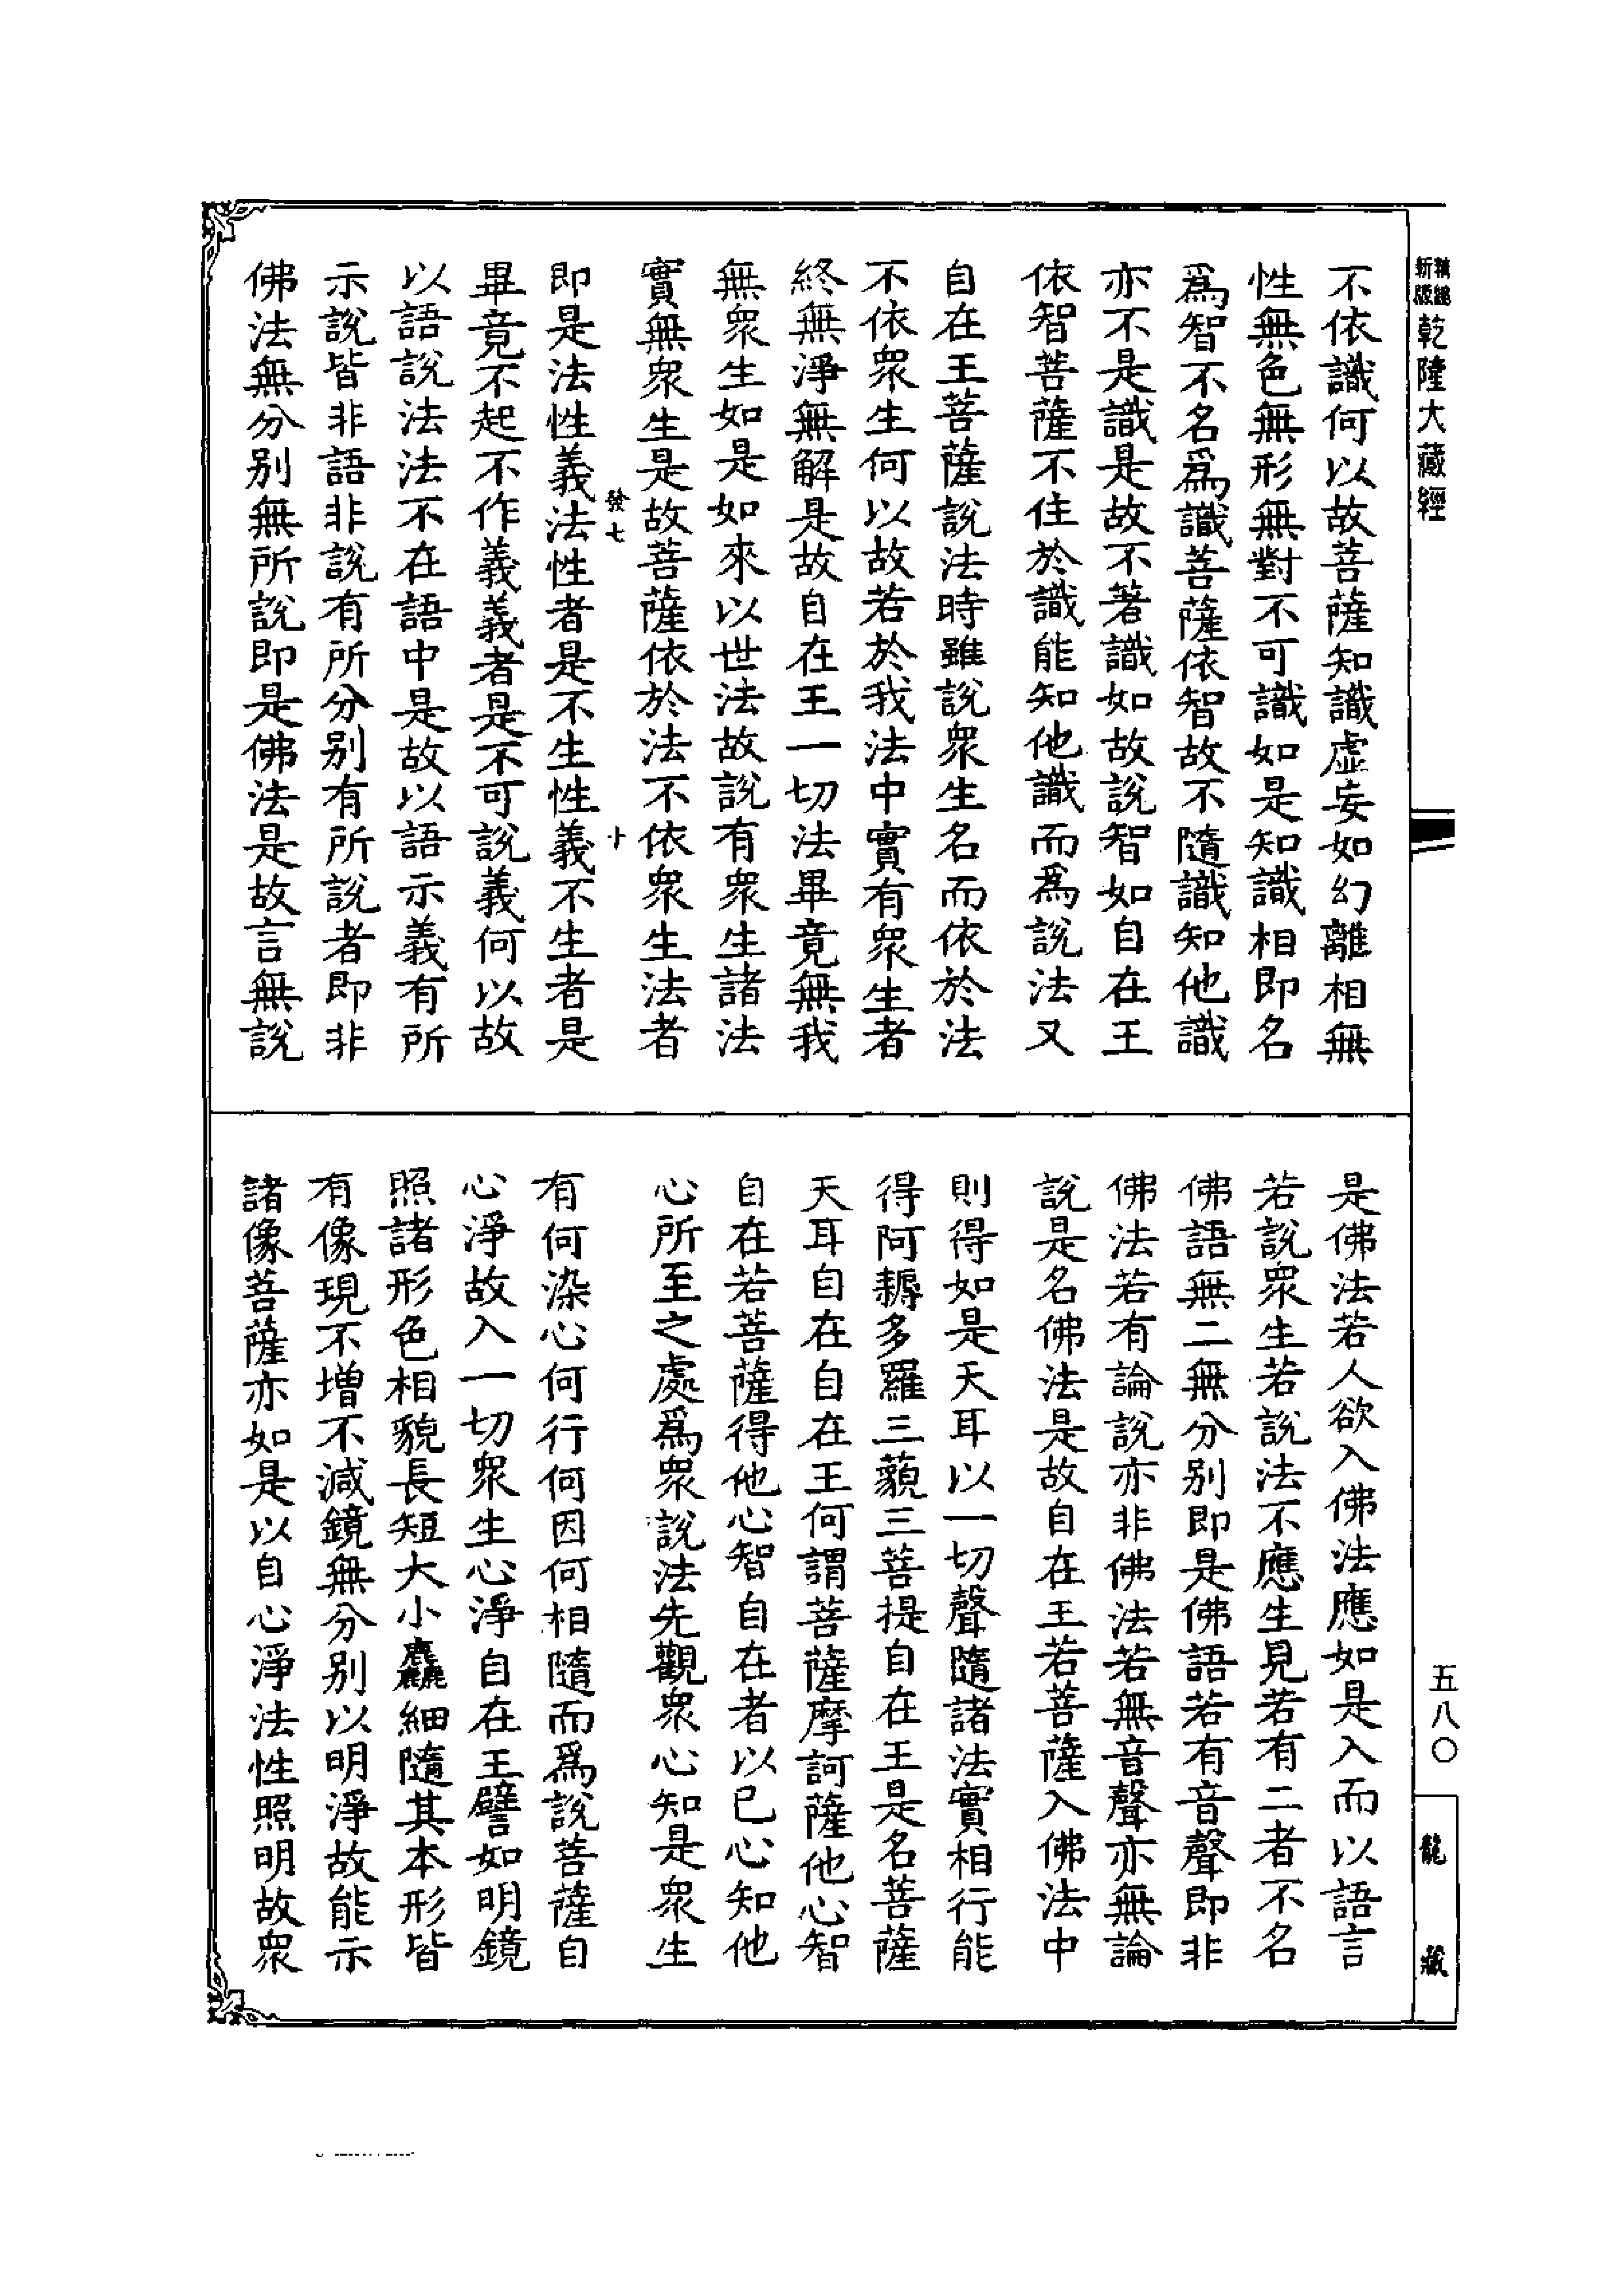 新編
新版
乾隆大藏經
不依識何以故菩薩知識虛妄如幻離相無
性無色無形無對不可識如是知識相即名
爲智不名爲識菩薩依智故不隨識知他識
亦不是識是故不著識如故說智如自在王
依智菩薩不住於識能知他識而爲說法又
自在王菩薩說法時雖說衆生名而依於法
不依衆生何以故若於我法中實有衆生者
終無淨無解是故自在王一切法畢竟無我
無衆生如是如來以世法故說有衆生諸法
實無衆生是故菩薩依於法不依衆生法者
發七
十
即是法性義法性者是不生性義不生者是
畢竟不起不作義義者是不可說義何以故
以語說法法不在語中是故以語示義有所
示說皆非語非說有所分别有所說者即非
佛法無分别無所說即是佛法是故言無說
是佛法若人欲入佛法應如是入而以語言
若說衆生若說法不應生見若有二者不名
佛語無二無分别即是佛語若有音聲即非
佛法若有論說亦非佛法若無音聲亦無論
說是名佛法是故自在王若菩薩入佛法中
則得如是天耳以一切聲隨諸法實相行能
得阿耨多羅三藐三菩提自在王是名菩薩
天耳自在自在王何謂菩薩摩訶薩他心智
自在若菩薩得他心智自在者以已心知他
心所至之處爲衆說法先觀衆心知是衆生
有何染心何行何因何相隨而爲說菩薩自
心淨故入一切衆生心淨自在王譬如明鏡
照諸形色相貌長短大小麤細隨其本形皆
有像現不增不減鏡無分别以明淨故能示
諸像菩薩亦如是以自心淨法性照明故衆
五八〇
龍藏